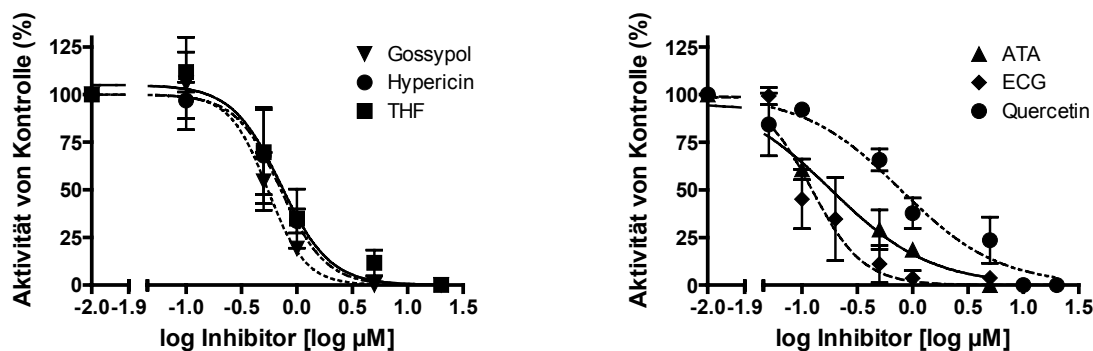 Aktivität von Kontrolle (%)
125
100
75
50
25
0
Gossypol
Hypericin
THF
-2.0
-1.9
-1.0
-0.5
0.0
0.5
1.0
1.5
log Inhibitor [log µM]
Aktivität von Kontrolle (%)
125
100
75
50
25
0
ATA
ECG
Quercetin
-2.0
-1.9
-1.0
-0.5
0.0
0.5
1.0
1.5
log Inhibitor [log µM]